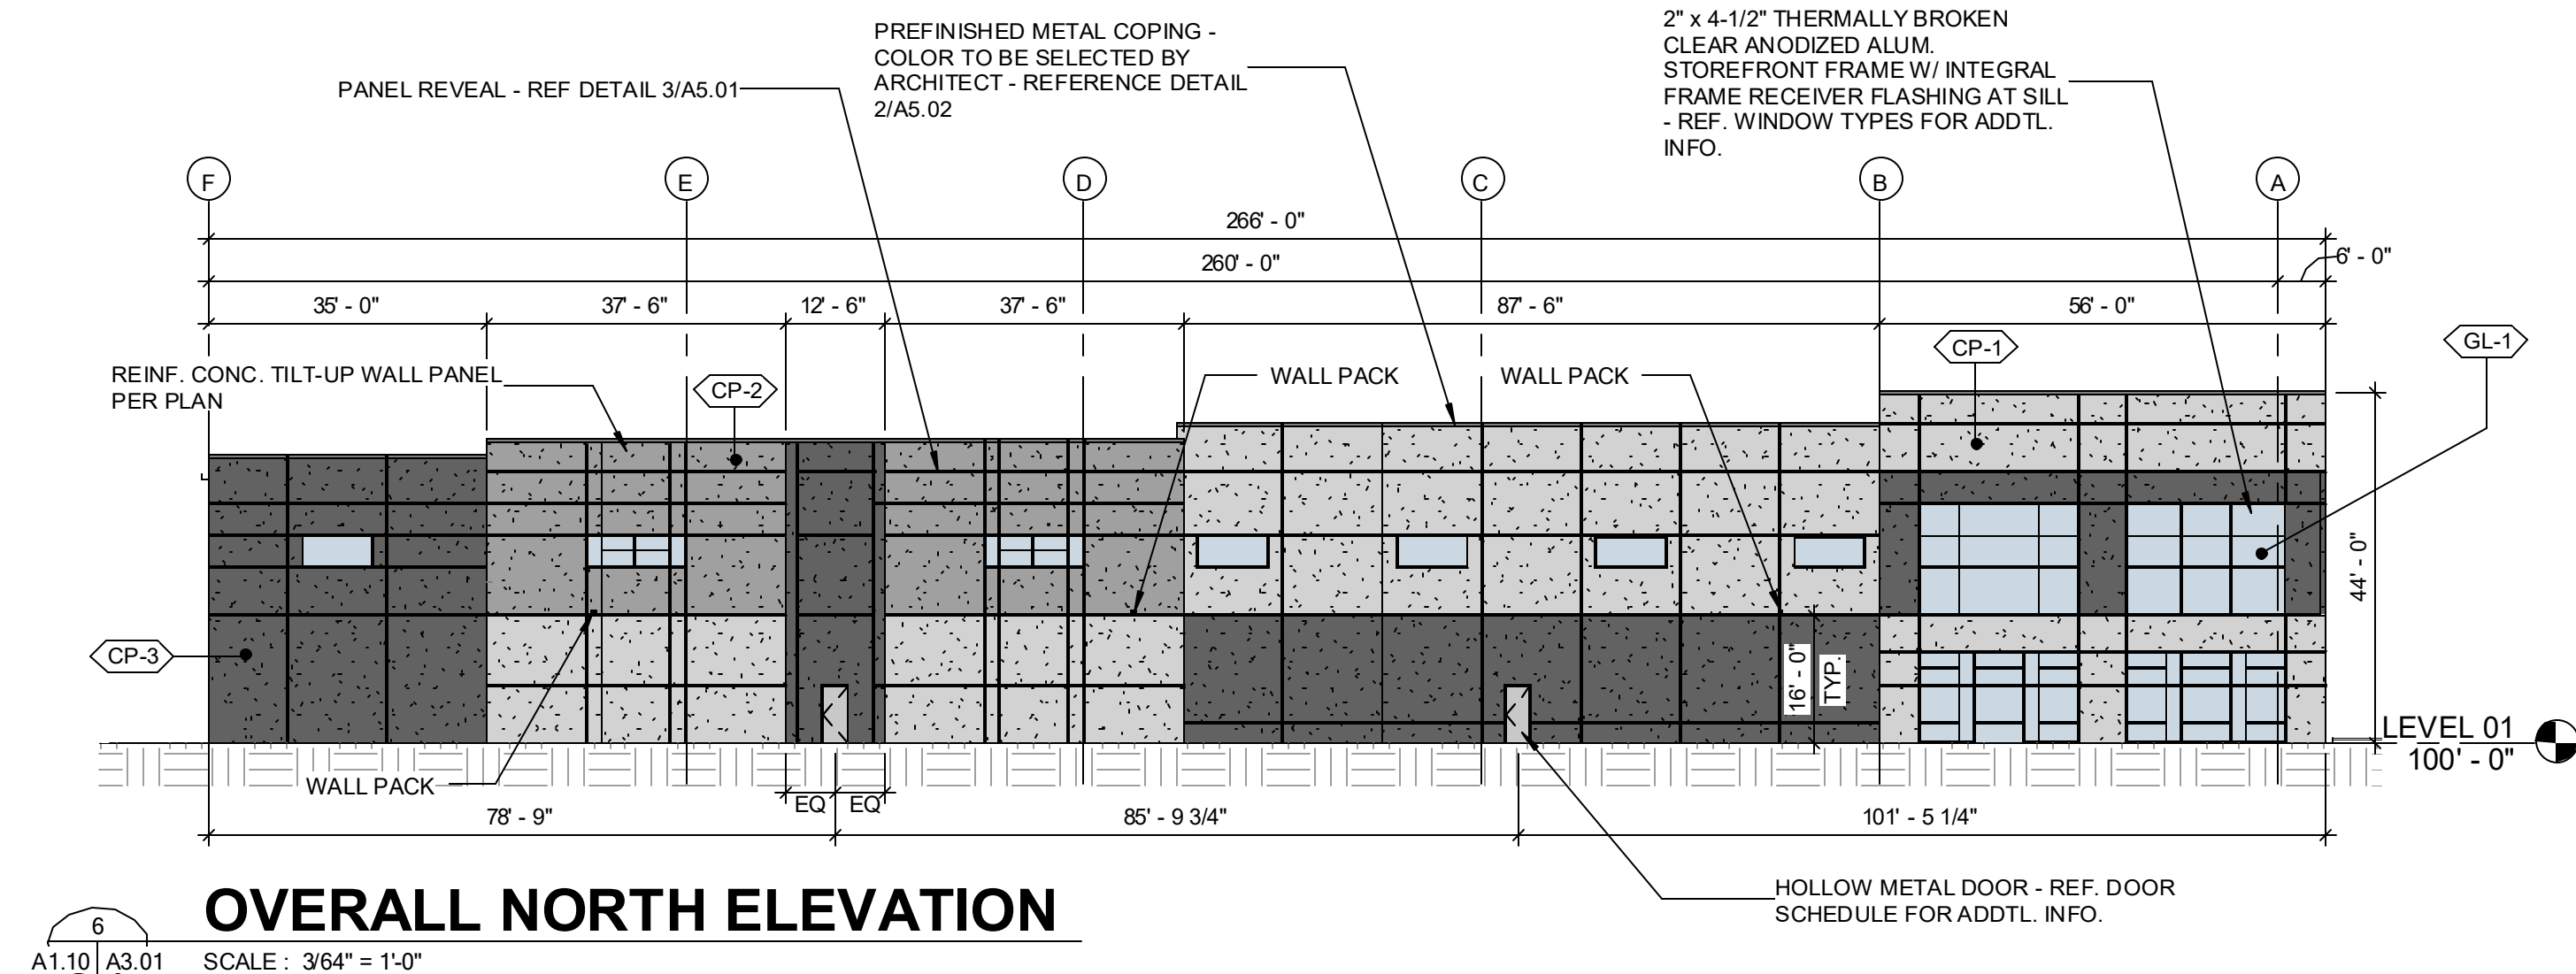 PREFINISHED METAL COPING -
COLOR TO BE SELECTED BY
ARCHITECT - REFERENCE DETAIL
2/A5.02
2" x 4-1/2" THERMALLY BROKEN
CLEAR ANODIZED ALUM.
STOREFRONT FRAME W/ INTEGRAL
FRAME RECEIVER FLASHING AT SILL
- REF. WINDOW TYPES FOR ADDTL.
INFO.
PANEL REVEAL - REF DETAIL 3/A5.01
F
E
D
C
B
A
266' - 0"
260' - 0"
6' - 0"
35' - 0"
37' - 6"
12' - 6"
37' - 6"
87' - 6"
56' - 0"
REINF. CONC. TILT-UP WALL PANEL
PER PLAN
CP-2
WALL PACK
WALL PACK
CP-1
GL-1
44' - 0"
CP-3
16' - 0"
TYP.
LEVEL 01
100' - 0"
WALL PACK
EQ
EQ
78' - 9"
85' - 9 3/4"
101' - 5 1/4"
HOLLOW METAL DOOR - REF. DOOR
SCHEDULE FOR ADDTL. INFO.
OVERALL NORTH ELEVATION
6
A1.10
A3.01
SCALE : 3/64" = 1'-0"